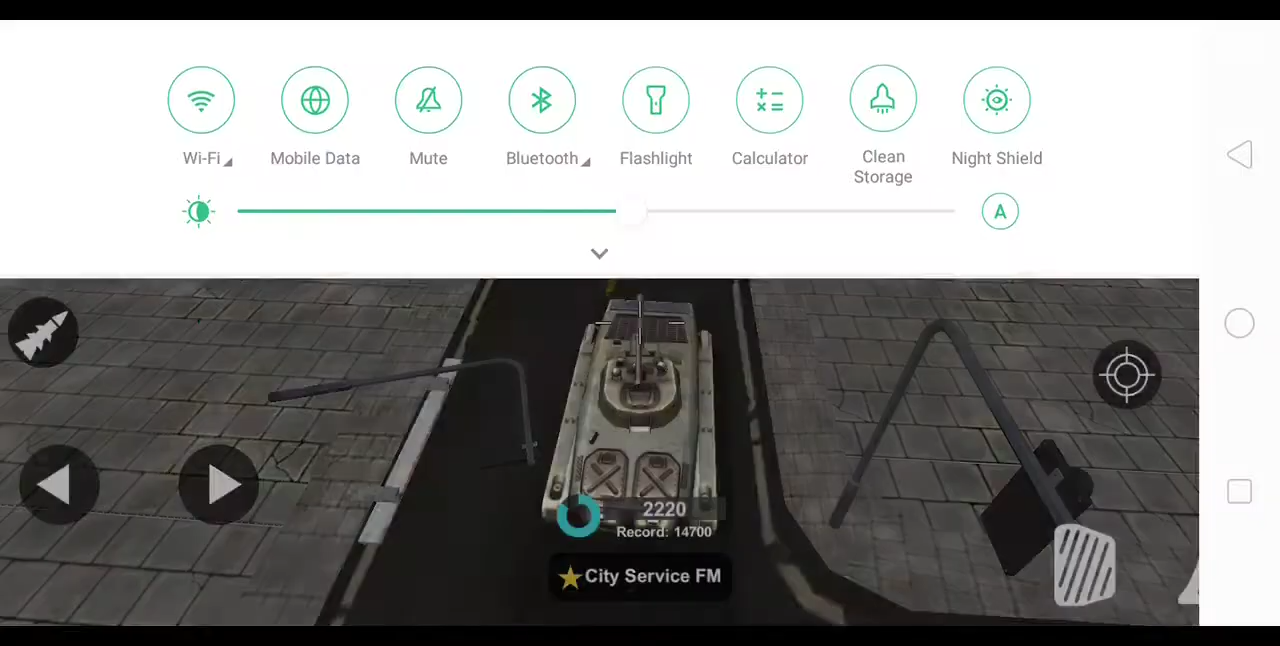 Wi-Fi
Mobile Data
Mute
Bluetooth
Flashlight
Calculator
Clean
Storage
Night Shield
A
2220
Record: 14700
City Service FM